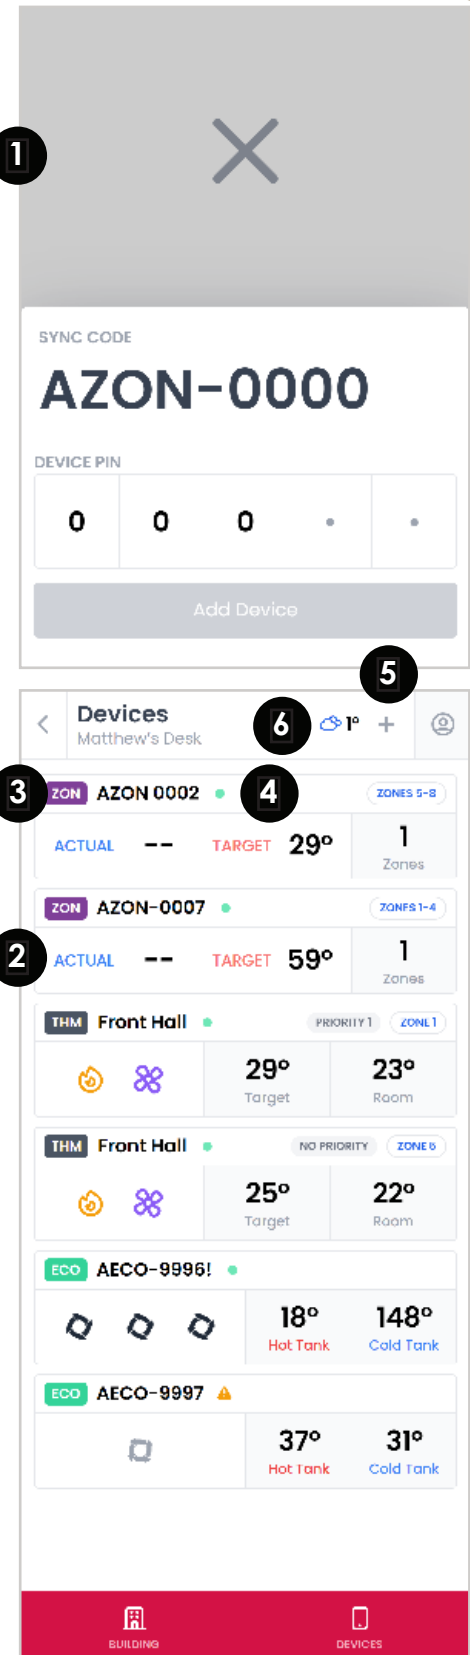 1
SYNC CODE
AZON-0000
DEVICE PIN
0 0 0 • •
Add Device
5
Devices
6 1° +
Matthew's Desk
3 ZON AZON 0002 4 ZONES 5-8
ACTUAL -- TARGET 29° 1
Zones
ZON AZON-0007 ZONES 1-4
2 ACTUAL -- TARGET 59° 1
Zones
THM Front Hall PRIORITY 1 ZONE 1
29° 23°
Target Room
THM Front Hall NO PRIORITY ZONE 6
25° 22°
Target Room
ECO AECO-9996!
18° 148°
Hot Tank Cold Tank
ECO AECO-9997
37° 31°
Hot Tank Cold Tank
BUILDING DEVICES